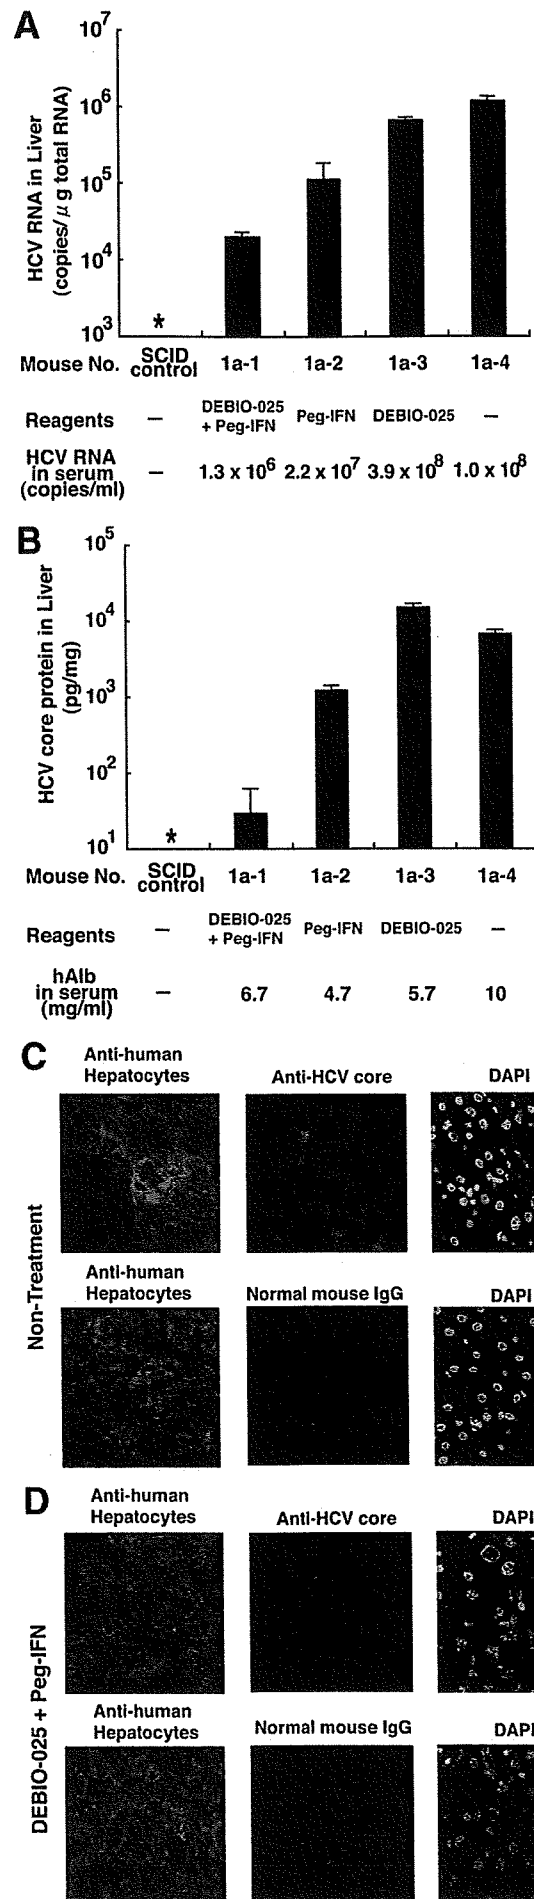 A
HCV RNA in Liver
(copies/ μ g total RNA)
10^7
10^6
10^5
10^4
10^3
*
Mouse No. SCID control 1a-1 1a-2 1a-3 1a-4
Reagents — DEBIO-025 + Peg-IFN Peg-IFN DEBIO-025 —
HCV RNA in serum (copies/ml) — 1.3 x 10^6 2.2 x 10^7 3.9 x 10^8 1.0 x 10^8
B
HCV core protein in Liver
(pg/mg)
10^5
10^4
10^3
10^2
10^1
*
Mouse No. SCID control 1a-1 1a-2 1a-3 1a-4
Reagents — DEBIO-025 + Peg-IFN Peg-IFN DEBIO-025 —
hAlb in serum (mg/ml) — 6.7 4.7 5.7 10
C
Non-Treatment
Anti-human
Hepatocytes
Anti-HCV core
DAPI
Anti-human
Hepatocytes
Normal mouse IgG
DAPI
D
DEBIO-025 + Peg-IFN
Anti-human
Hepatocytes
Anti-HCV core
DAPI
Anti-human
Hepatocytes
Normal mouse IgG
DAPI